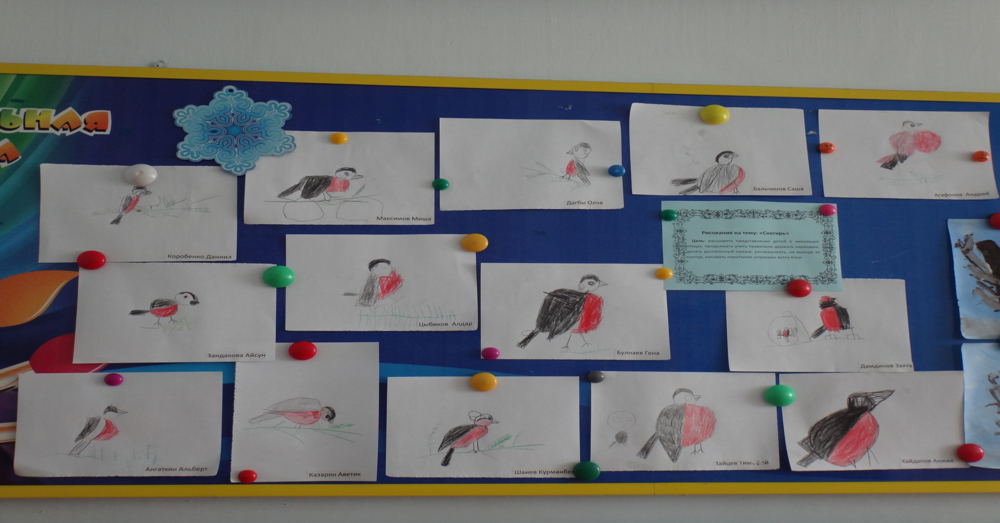 ЬНАЯ
Бальчинов Саша
Агафонов Андрей
Дагбы Олча
Максимов Миша
Коробенко Даниил
Рисование на тему: «Снегирь»
Цель: расширять представление детей о зимующих
птицах, продолжать учить правильно держать карандаш,
делать достаточный нажим, раскрашивать, не выходя за
контур, рисовать короткими штрихами ветку ёлки
Цыбиков Алдар
Зандакова Айсун
Булнаев Гена
Дамдинов Заята
Ангаткин Альберт
Казарян Аветик
Шаиев Курманбе
Зайцев Тимофей
Хайдапов Анжил